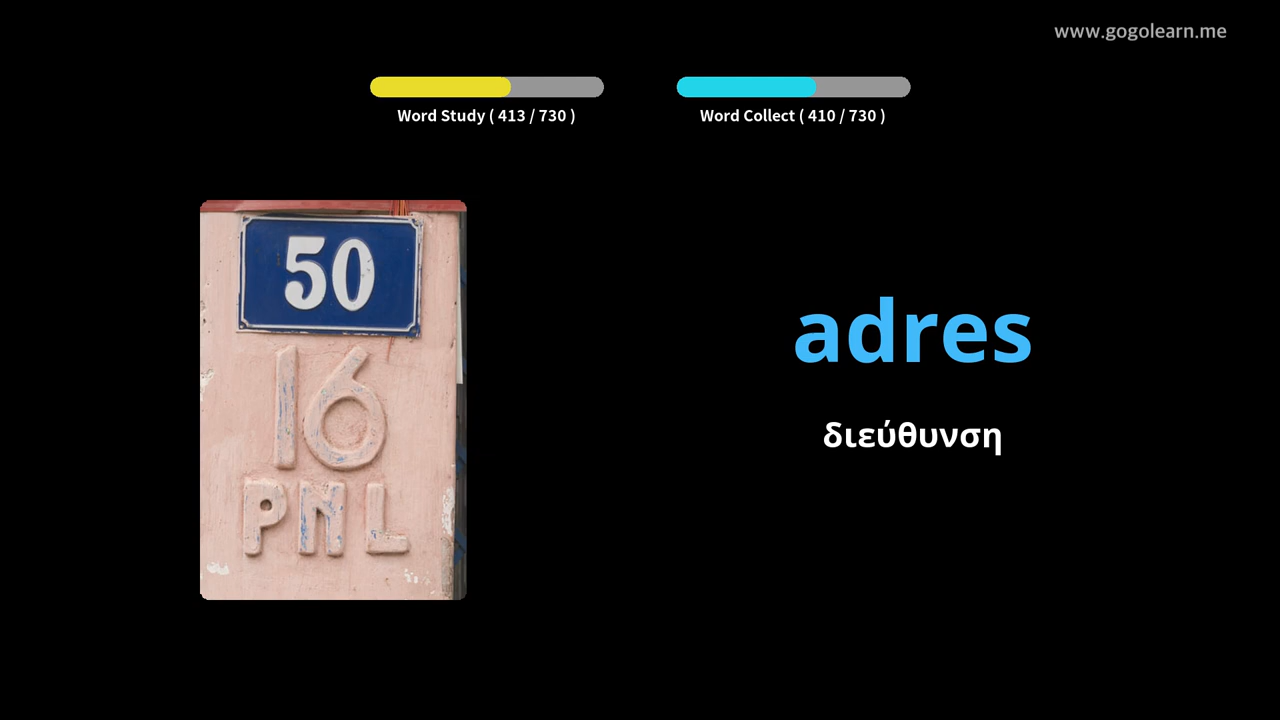 www.gogolearn.me
Word Study ( 413 / 730 )
Word Collect ( 410 / 730 )
50
16
PNL
adres
διεύθυνση